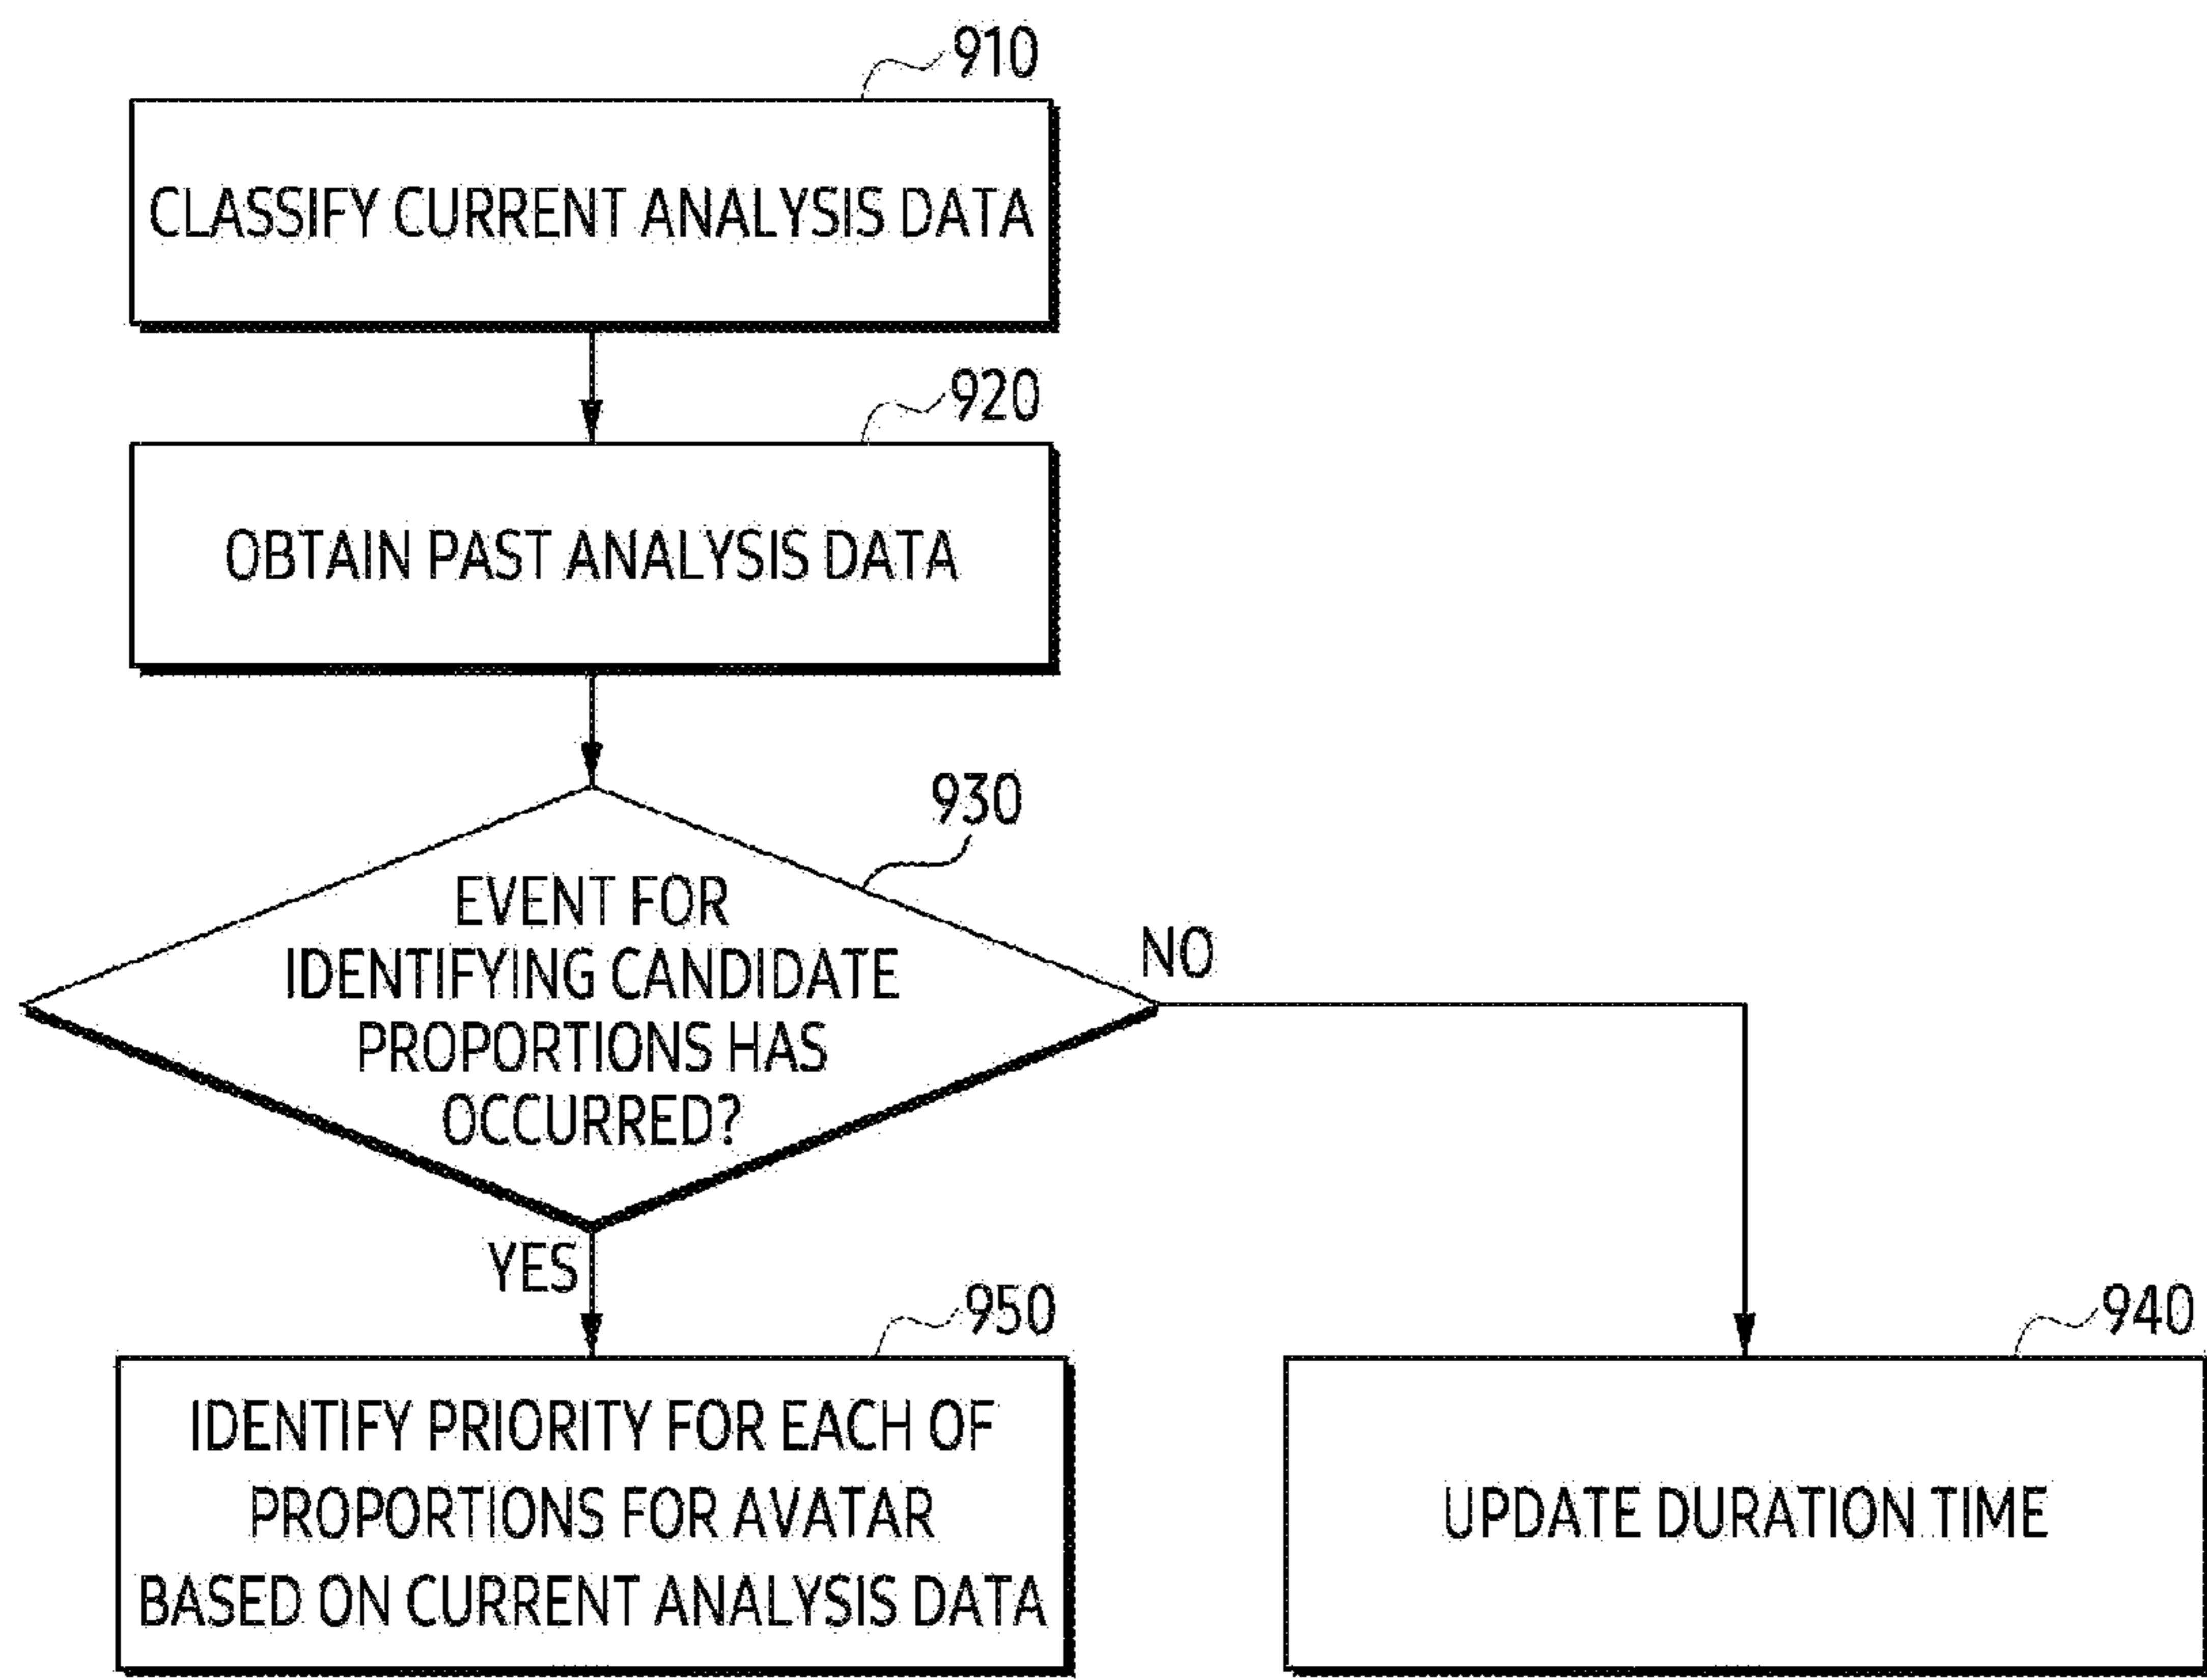 910
CLASSIFY CURRENT ANALYSIS DATA
920
OBTAIN PAST ANALYSIS DATA
930
EVENT FOR
IDENTIFYING CANDIDATE
PROPORTIONS HAS
OCCURRED?
NO
YES
950
IDENTIFY PRIORITY FOR EACH OF
PROPORTIONS FOR AVATAR
BASED ON CURRENT ANALYSIS DATA
940
UPDATE DURATION TIME